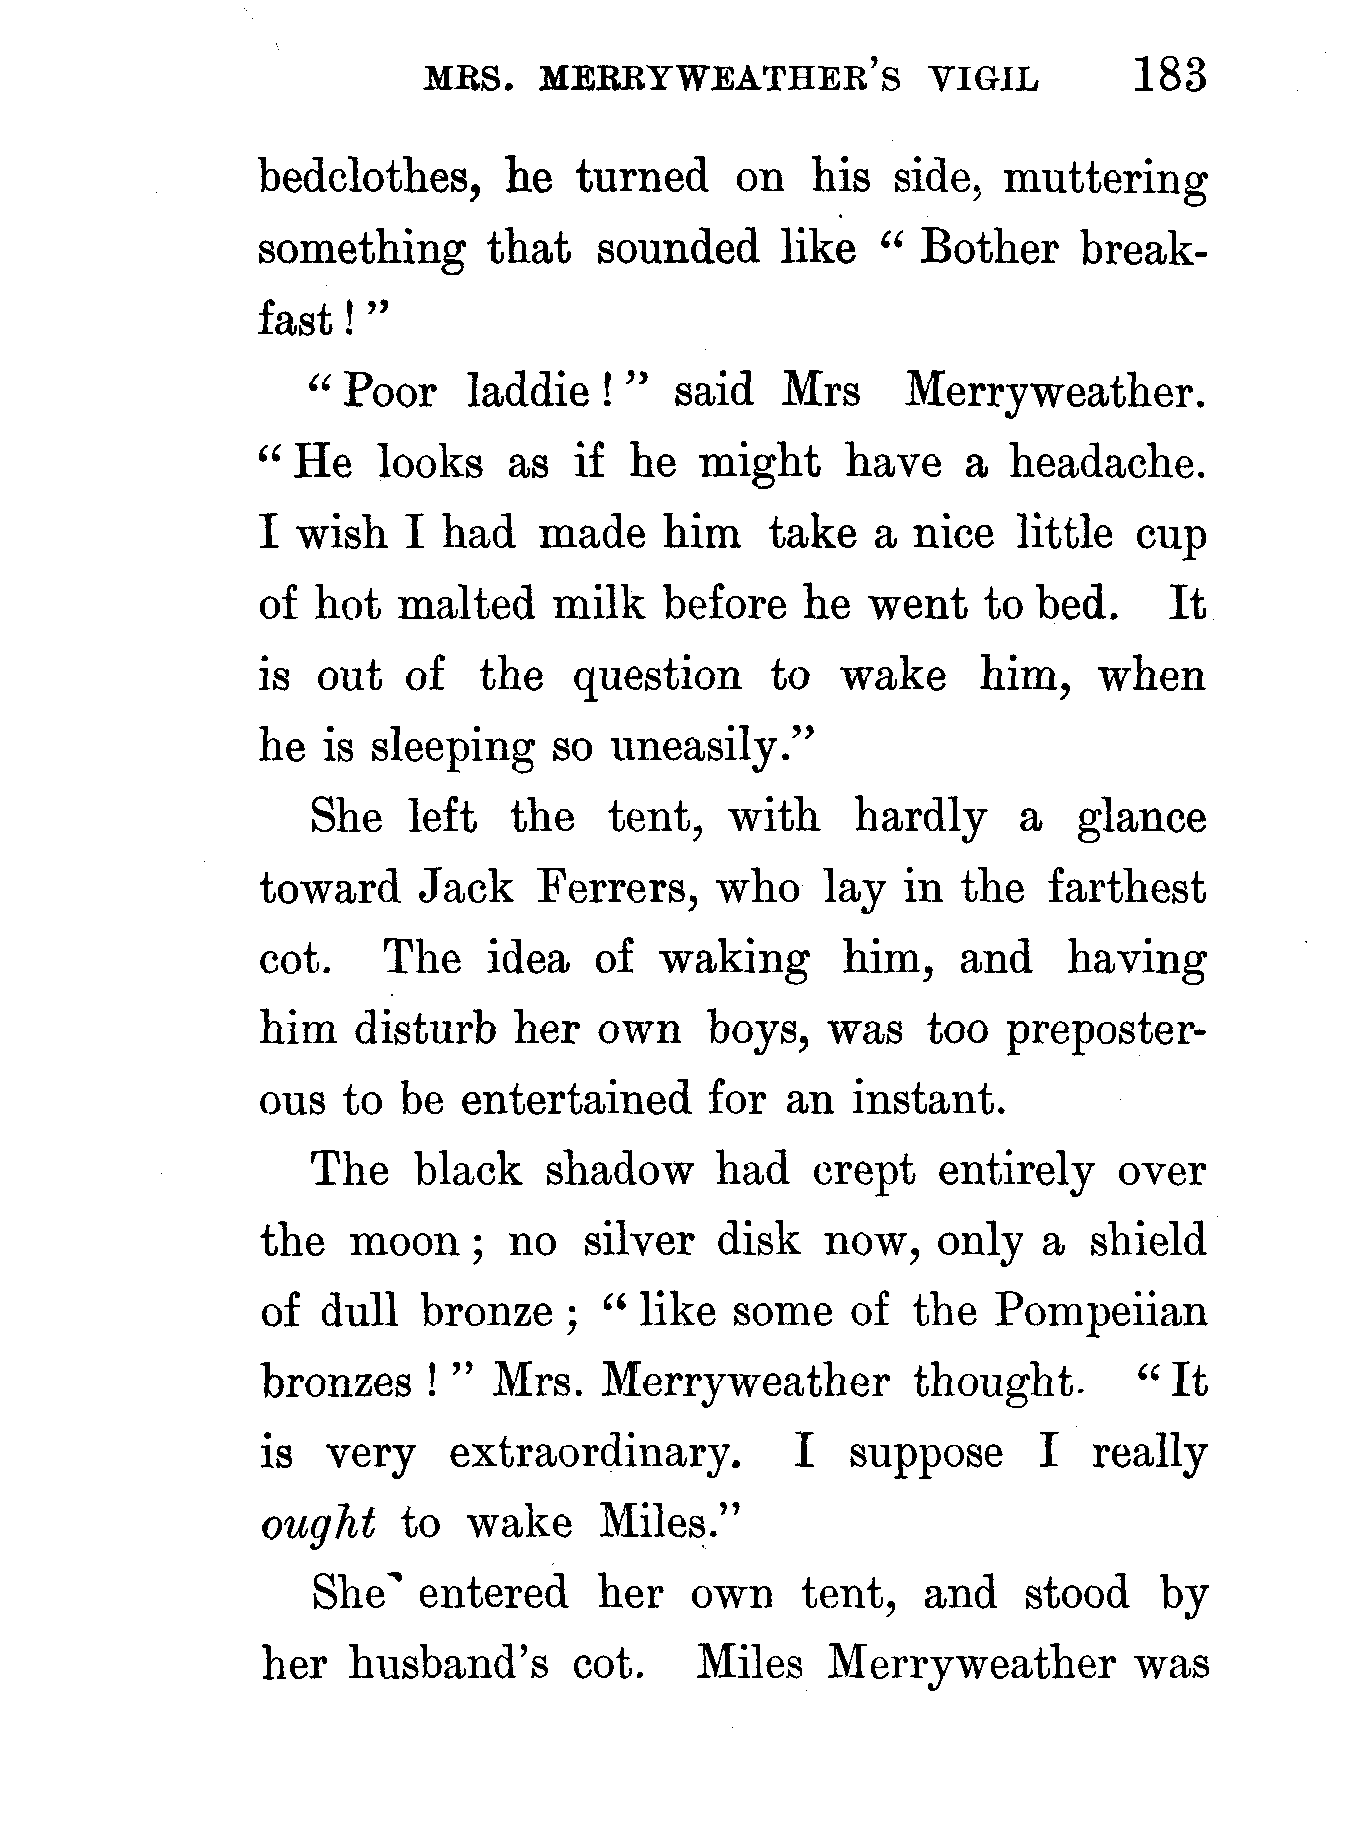 MRS. MERRYWEATHER'S VIGIL 183
bedclothes, he turned on his side, muttering
something that sounded like “ Bother break-
fast ! ”
“ Poor laddie ! ” said Mrs Merryweather.
“ He looks as if he might have a headache.
I wish I had made him take a nice little cup
of hot malted milk before he went to bed. It
is out of the question to wake him, when
he is sleeping so uneasily.”
She left the tent, with hardly a glance
toward Jack Ferrers, who lay in the farthest
cot. The idea of waking him, and having
him disturb her own boys, was too preposter-
ous to be entertained for an instant.
The black shadow had crept entirely over
the moon ; no silver disk now, only a shield
of dull bronze ; “ like some of the Pompeiian
bronzes ! ” Mrs. Merryweather thought. “ It
is very extraordinary. I suppose I really
ought to wake Miles.”
She entered her own tent, and stood by
her husband's cot. Miles Merryweather was